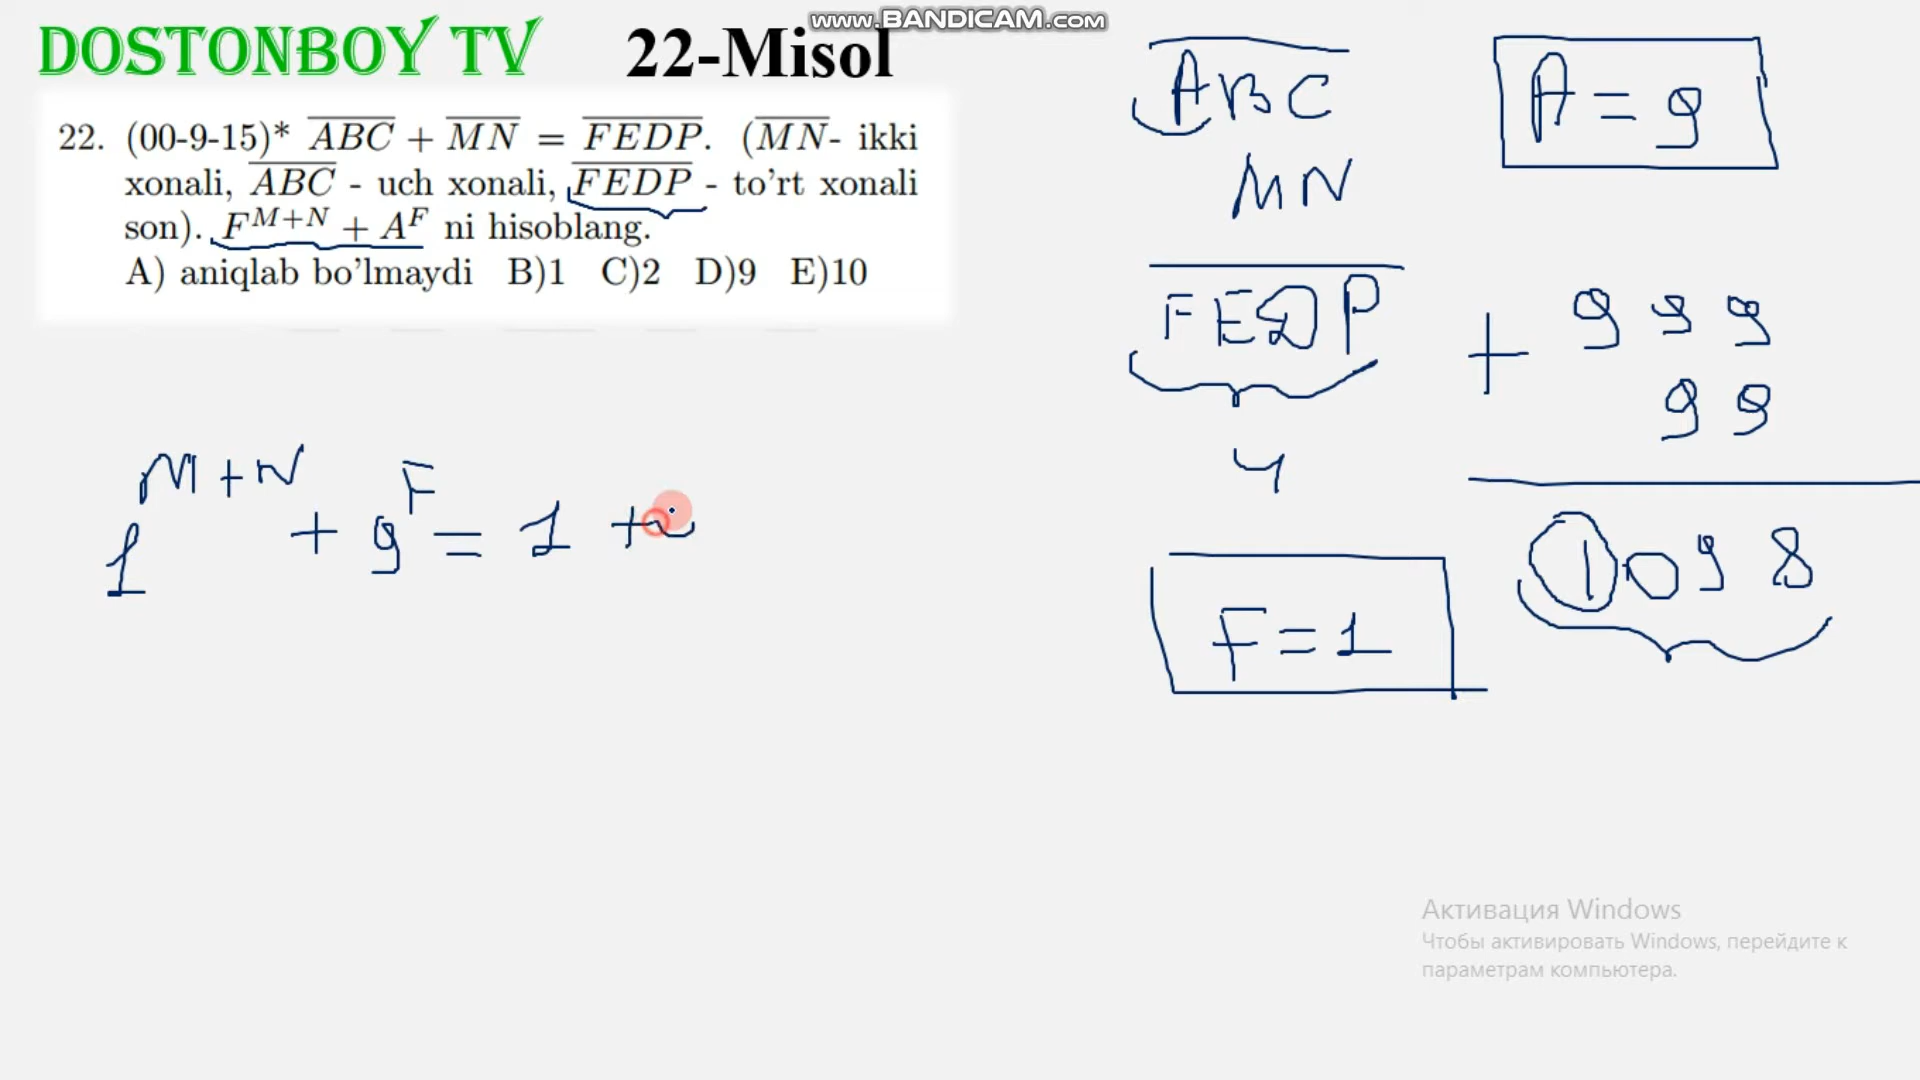 www.BANDICAM.com
DOSTONBOY TV
22-Misol
22. (00-9-15)* ABC + MN = FEDP. (MN- ikki
xonali, ABC - uch xonali, FEDP - to'rt xonali
son). F^{M+N} + A^F ni hisoblang.
A) aniqlab bo'lmaydi B)1 C)2 D)9 E)10
ABC
MN
FEDP
4
F=1
A=9
+ 999
99
1098
1^{M+N} + 9^F = 1 +
Активация Windows
Чтобы активировать Windows, перейдите к
параметрам компьютера.